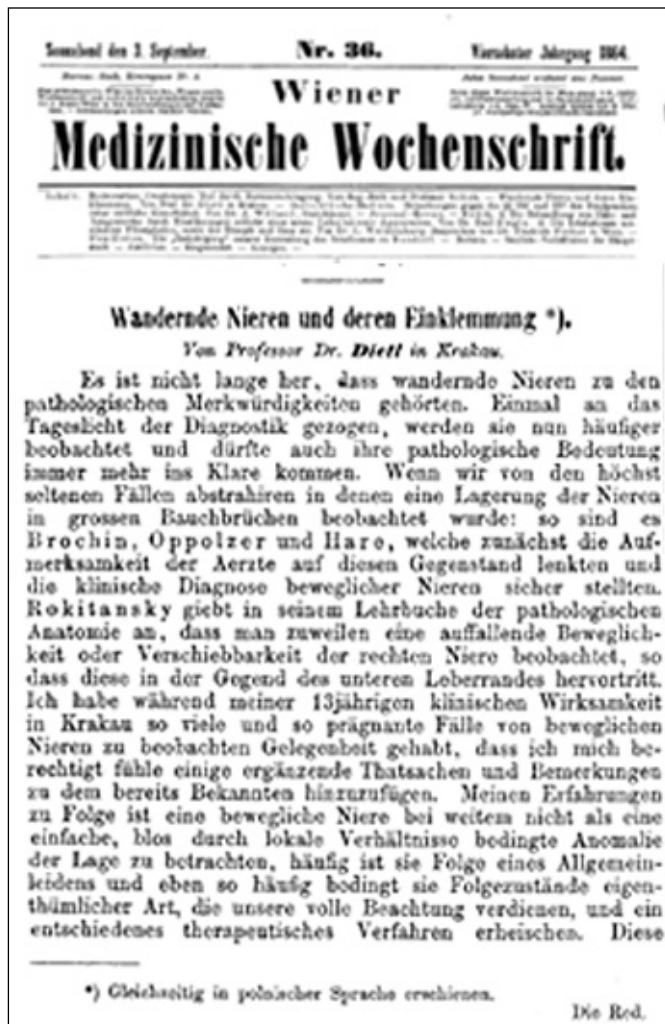 Sonnabend den 3. September.
Nr. 36.
Vierzehnter Jahrgang 1864.
Wiener
Medizinische Wochenschrift.
Wandernde Nieren und deren Einklemmung *).
Von Professor Dr. Dietl in Krakau.
Es ist nicht lange her, dass wandernde Nieren zu den
pathologischen Merkwürdigkeiten gehörten. Einmal an das
Tageslicht der Diagnostik gezogen, werden sie nun häufiger
beobachtet und dürfte auch ihre pathologische Bedeutung
immer mehr ins Klare kommen. Wenn wir von den höchst
seltenen Fällen abstrahiren in denen eine Lagerung der Nieren
in grossen Bauchbrüchen beobachtet wurde: so sind es
Brochin, Oppolzer und Hare, welche zunächst die Auf-
merksamkeit der Aerzte auf diesen Gegenstand lenkten und
die klinische Diagnose beweglicher Nieren sicher stellten.
Rokitansky giebt in seinem Lehrbuche der pathologischen
Anatomie an, dass man zuweilen eine auffallende Beweglich-
keit oder Verschiebbarkeit der rechten Niere beobachtet, so
dass diese in der Gegend des unteren Leberrandes hervortritt.
Ich habe während meiner 13jährigen klinischen Wirksamkeit
in Krakau so viele und so prägnante Fälle von beweglichen
Nieren zu beobachten Gelegenheit gehabt, dass ich mich be-
rechtigt fühle einige ergänzende Thatsachen und Bemerkungen
zu dem bereits Bekannten hinzuzufügen. Meinen Erfahrungen
zu Folge ist eine bewegliche Niere bei weitem nicht als eine
einfache, blos durch lokale Verhältnisse bedingte Anomalie
der Lage zu betrachten, häufig ist sie Folge eines Allgemein-
leidens und eben so häufig bedingt sie Folgezustände eigen-
thümlicher Art, die unsere volle Beachtung verdienen, und ein
entschiedenes therapeutisches Verfahren erheischen. Diese
*) Gleichzeitig in polnischer Sprache erschienen.
Die Red.